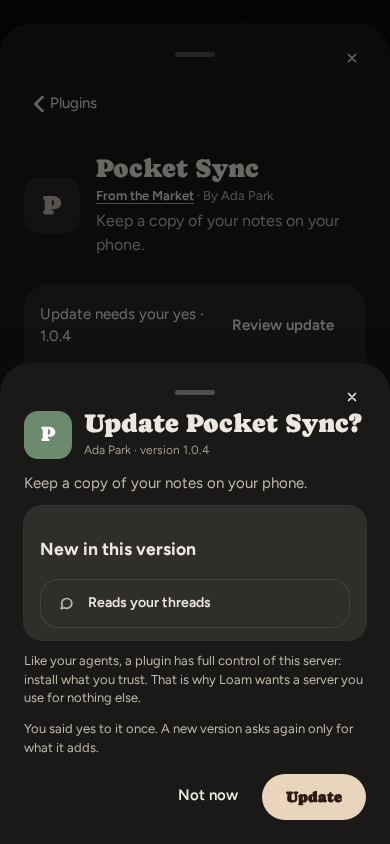 Plugins
P
Pocket Sync
From the Market · By Ada Park
Keep a copy of your notes on your
phone.
Update needs your yes ·
1.0.4
Review update
P
Update Pocket Sync?
Ada Park · version 1.0.4
Keep a copy of your notes on your phone.
New in this version
Reads your threads
Like your agents, a plugin has full control of this server:
install what you trust. That is why Loam wants a server you
use for nothing else.
You said yes to it once. A new version asks again only for
what it adds.
Not now
Update